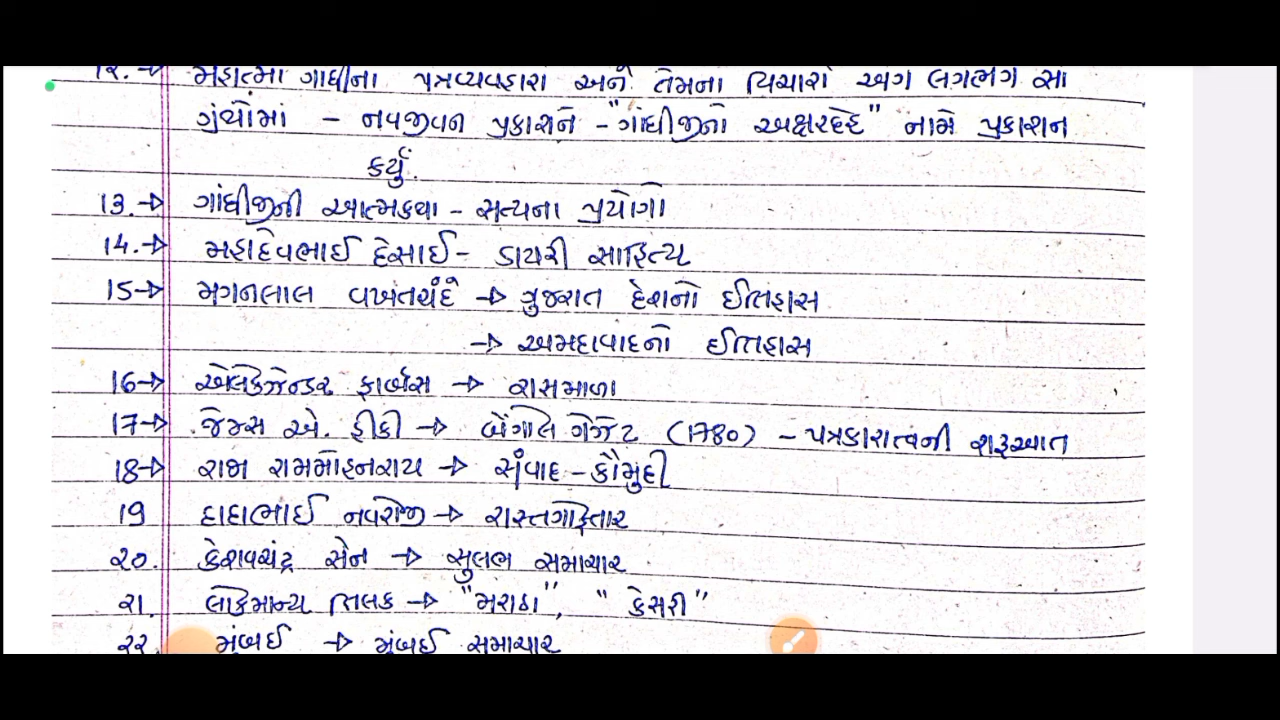 ૧૨.→ મહાત્મા ગાંધીના પત્રવ્યવહારો અને તેમના વિચારો અંગે લગભગ સો
ગ્રંથોમાં - નવજીવન પ્રકાશને - "ગાંધીજીનો અક્ષરદેહ" નામે પ્રકાશન
કર્યું.
13.→ ગાંધીજીની આત્મકથા - સત્યના પ્રયોગો
14.→ મહાદેવભાઈ દેસાઈ - ડાયરી સાહિત્ય
15→ મગનલાલ વખતચંદે → ગુજરાત દેશનો ઈતિહાસ
→ અમદાવાદનો ઈતિહાસ
16→ એલેક્ઝેન્ડર ફાર્બસ → રાસમાળા
17→ જેમ્સ એ. હીકી → બેંગાલ ગેઝેટ (1780) - પત્રકારત્વની શરૂઆત
18→ રાજા રામમોહનરાય → સંવાદ - કૌમુદી
19 દાદાભાઈ નવરોજી → રાસ્તગોફ્તાર
૨૦. કેશવચંદ્ર સેન → સુલભ સમાચાર
૨૧. લોકમાન્ય તિલક → "મરાઠા", "કેસરી"
૨૨. મુંબઈ → મુંબઈ સમાચાર